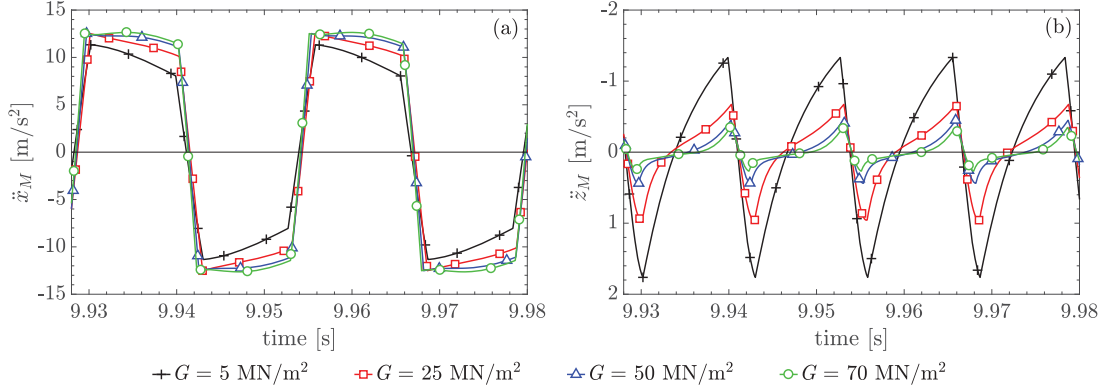 (a)
15
10
5
0
-5
-10
-15
ẍ_M [m/s²]
9.93 9.94 9.95 9.96 9.97 9.98
time [s]
(b)
-2
-1
0
1
2
z̈_M [m/s²]
9.93 9.94 9.95 9.96 9.97 9.98
time [s]
G = 5 MN/m² G = 25 MN/m² G = 50 MN/m² G = 70 MN/m²